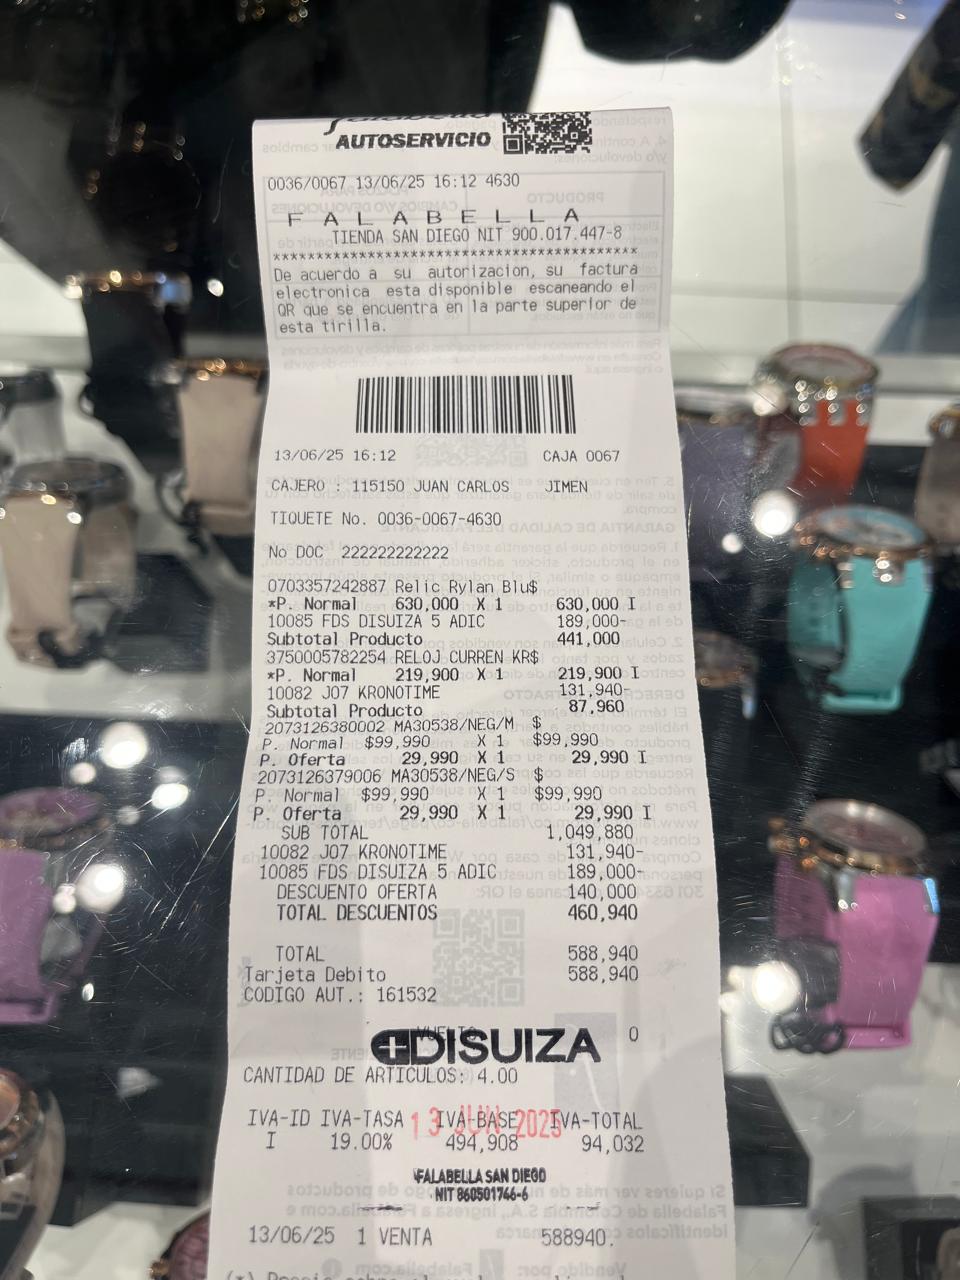 AUTOSERVICIO
0036/0067 13/06/25 16:12 4630
F A L A B E L L A
TIENDA SAN DIEGO NIT 900.017.447-8
******************************************
De acuerdo a su autorizacion, su factura
electronica esta disponible escaneando el
QR que se encuentra en la parte superior de
esta tirilla.
13/06/25 16:12 CAJA 0067
CAJERO : 115150 JUAN CARLOS JIMEN
TIQUETE No. 0036-0067-4630
No DOC 222222222222
0703357242887 Relic Rylan Blu$
*P. Normal 630,000 X 1 630,000 I
10085 FDS DISUIZA 5 ADIC 189,000-
Subtotal Producto 441,000
3750005782254 RELOJ CURREN KR$
*P. Normal 219,900 X 1 219,900 I
10082 J07 KRONOTIME 131,940-
Subtotal Producto 87,960
2073126380002 MA30538/NEG/M $
P. Normal $99,990 X 1 $99,990
P. Oferta 29,990 X 1 29,990 I
2073126379006 MA30538/NEG/S $
P. Normal $99,990 X 1 $99,990
P. Oferta 29,990 X 1 29,990 I
SUB TOTAL 1,049,880
10082 J07 KRONOTIME 131,940-
10085 FDS DISUIZA 5 ADIC 189,000-
DESCUENTO OFERTA 140,000
TOTAL DESCUENTOS 460,940
TOTAL 588,940
Tarjeta Debito 588,940
CODIGO AUT.: 161532
VUELTO 0
DISUIZA
CANTIDAD DE ARTICULOS: 4.00
IVA-ID IVA-TASA IVA-BASE IVA-TOTAL
13 JUN 2025
I 19.00% 494,908 94,032
FALABELLA SAN DIEGO
NIT 860501746-6
13/06/25 1 VENTA 588940.